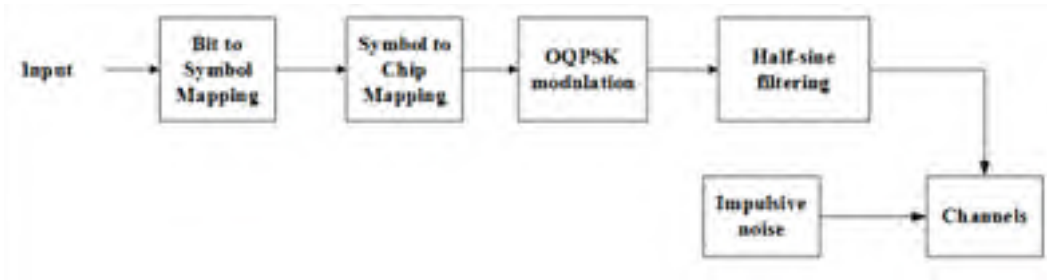 Input
Bit to
Symbol
Mapping
Symbol to
Chip
Mapping
OQPSK
modulation
Half-sine
filtering
Impulsive
noise
Channels